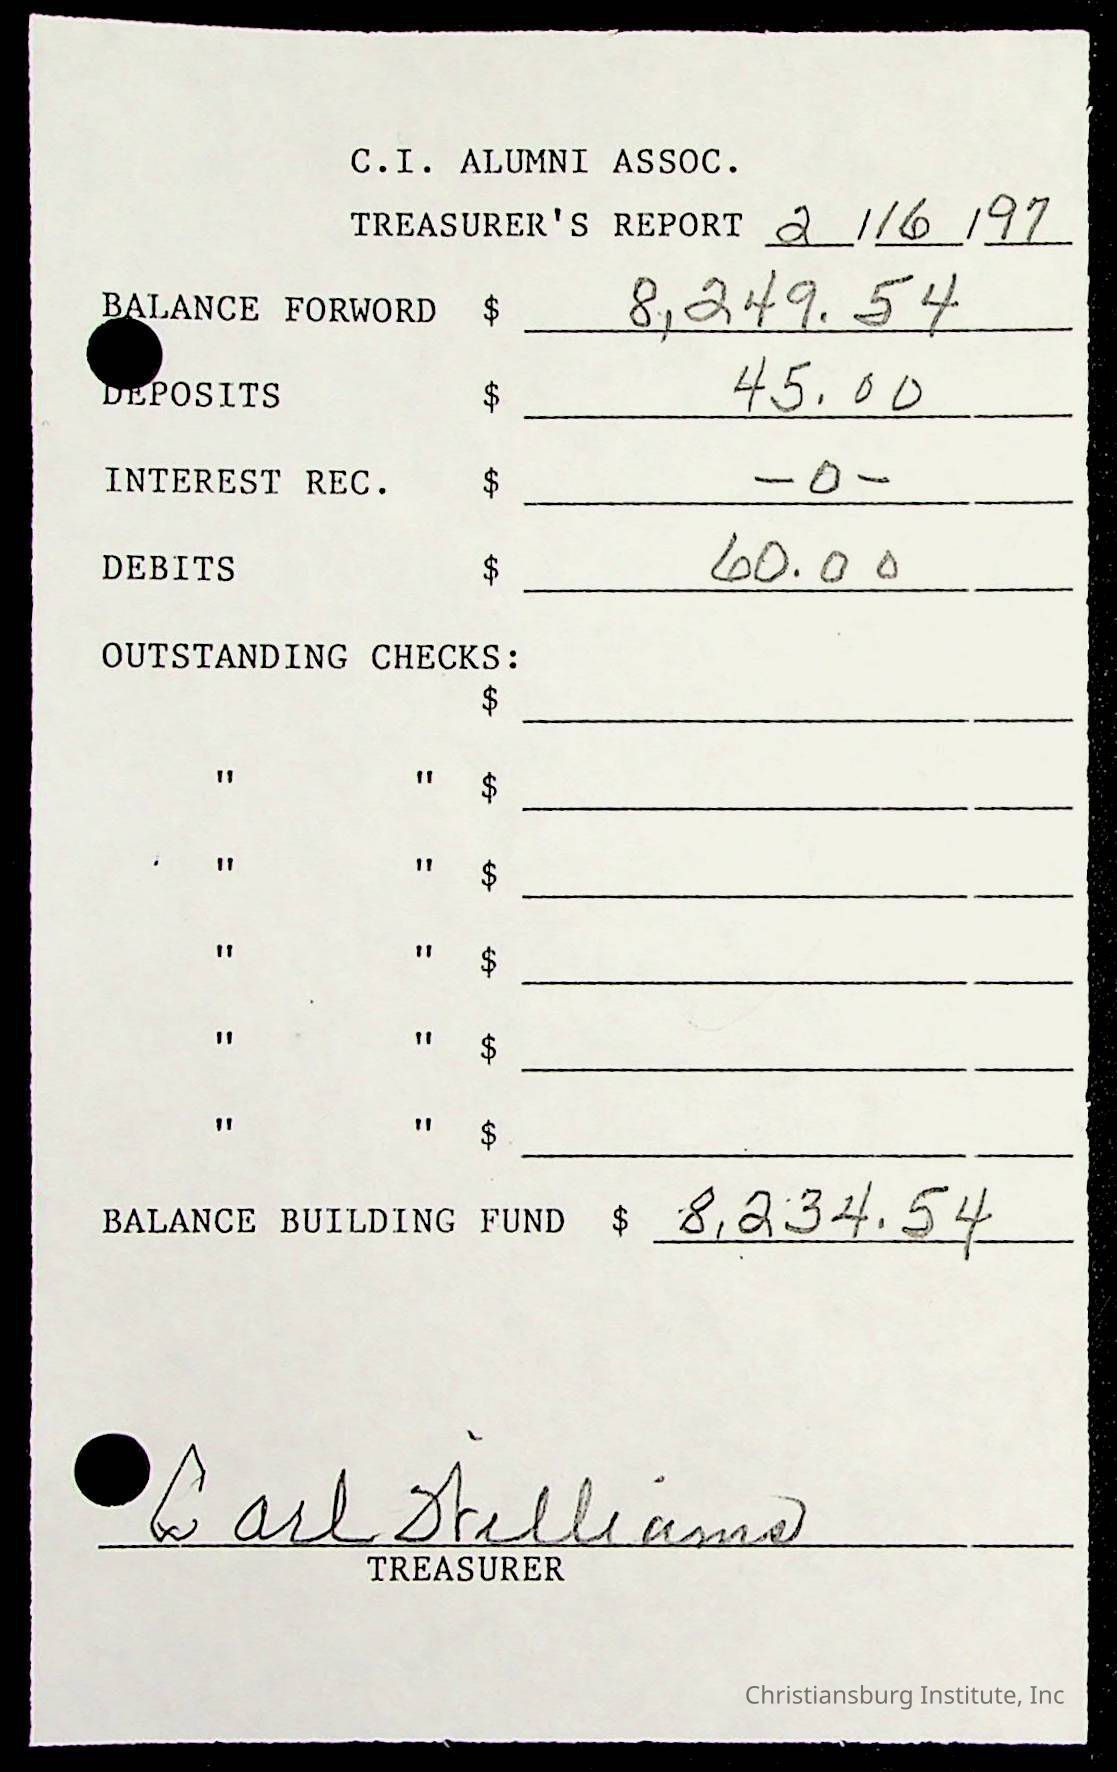 C.I. ALUMNI ASSOC.
TREASURER'S REPORT 2/16/97
BALANCE FORWORD $ 8,249.54
DEPOSITS $ 45.00
INTEREST REC. $ -0-
DEBITS $ 60.00
OUTSTANDING CHECKS:
$
" " $
" " $
" " $
" " $
" " $
BALANCE BUILDING FUND $ 8,234.54
Carl Williams
TREASURER
Christiansburg Institute, Inc